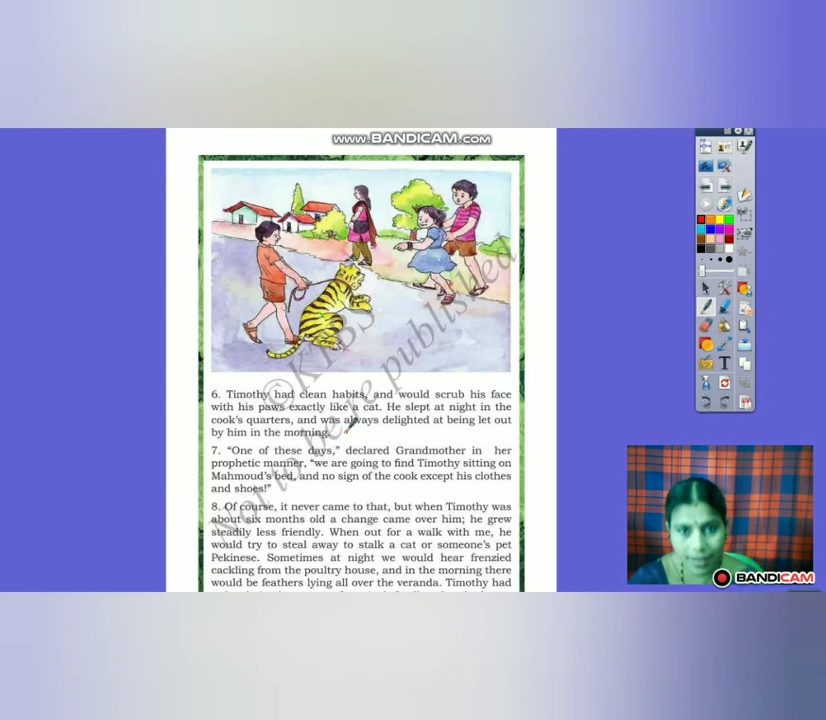 WWW.BANDICAM.COM
©KTBS
Not to be re published
6. Timothy had clean habits, and would scrub his face
with his paws exactly like a cat. He slept at night in the
cook's quarters, and was always delighted at being let out
by him in the morning.
7. "One of these days," declared Grandmother in her
prophetic manner, "we are going to find Timothy sitting on
Mahmoud's bed, and no sign of the cook except his clothes
and shoes!"
8. Of course, it never came to that, but when Timothy was
about six months old a change came over him; he grew
steadily less friendly. When out for a walk with me, he
would try to steal away to stalk a cat or someone's pet
Pekinese. Sometimes at night we would hear frenzied
cackling from the poultry house, and in the morning there
would be feathers lying all over the veranda. Timothy had
BANDICAM